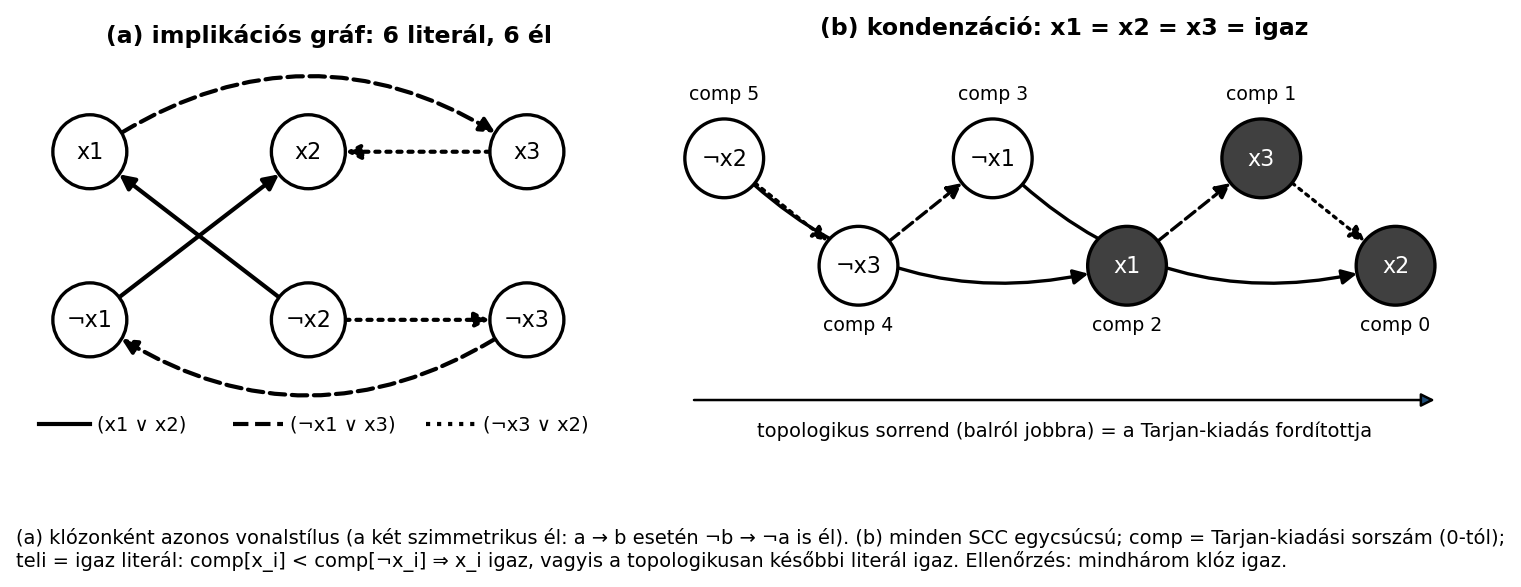 (a) implikációs gráf: 6 literál, 6 él
x1
x2
x3
¬x1
¬x2
¬x3
(x1 ∨ x2)
(¬x1 ∨ x3)
(¬x3 ∨ x2)
(b) kondenzáció: x1 = x2 = x3 = igaz
comp 5
comp 3
comp 1
¬x2
¬x1
x3
¬x3
x1
x2
comp 4
comp 2
comp 0
topologikus sorrend (balról jobbra) = a Tarjan-kiadás fordítottja
(a) klózonként azonos vonalstílus (a két szimmetrikus él: a → b esetén ¬b → ¬a is él). (b) minden SCC egycsúcsú; comp = Tarjan-kiadási sorszám (0-tól);
teli = igaz literál: comp[x_i] < comp[¬x_i] ⇒ x_i igaz, vagyis a topologikusan későbbi literál igaz. Ellenőrzés: mindhárom klóz igaz.